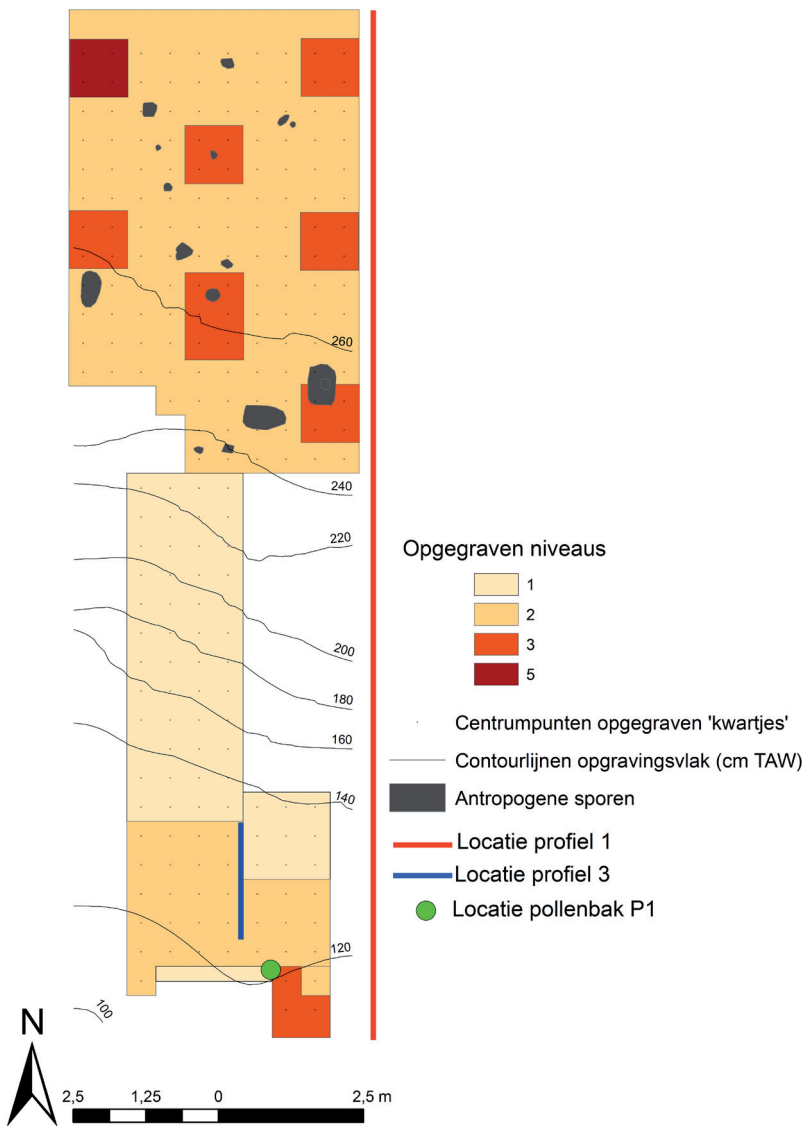 260
240
220
200
180
160
140
120
100
Opgegraven niveaus
1
2
3
5
Centrumpunten opgegraven 'kwartjes'
Contourlijnen opgravingsvlak (cm TAW)
Antropogene sporen
Locatie profiel 1
Locatie profiel 3
Locatie pollenbak P1
N
2,5 1,25 0 2,5 m